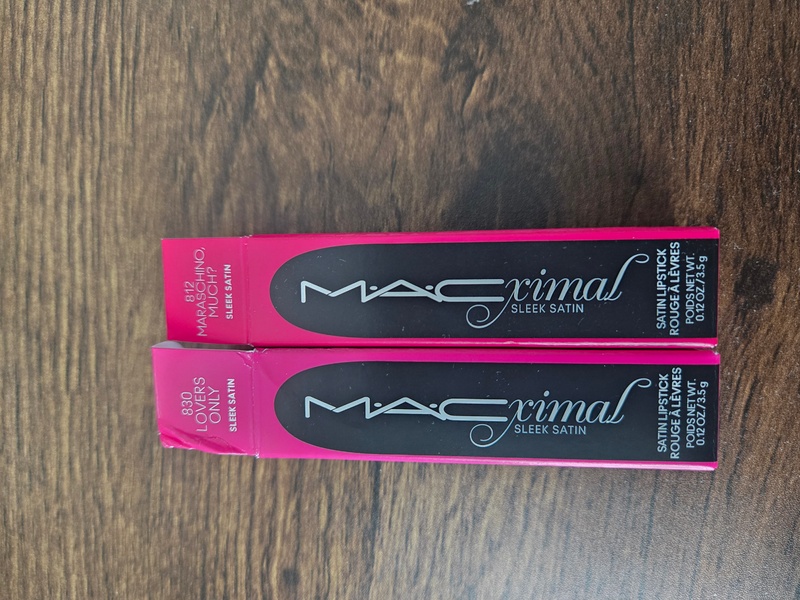 812
MARASCHINO,
MUCH?
SLEEK SATIN
M·A·Cximal
SLEEK SATIN
SATIN LIPSTICK
ROUGE À LÈVRES
POIDS NET WT.
0.12 OZ./3.5 g
830
LOVERS
ONLY
SLEEK SATIN
M·A·Cximal
SLEEK SATIN
SATIN LIPSTICK
ROUGE À LÈVRES
POIDS NET WT.
0.12 OZ./3.5 g